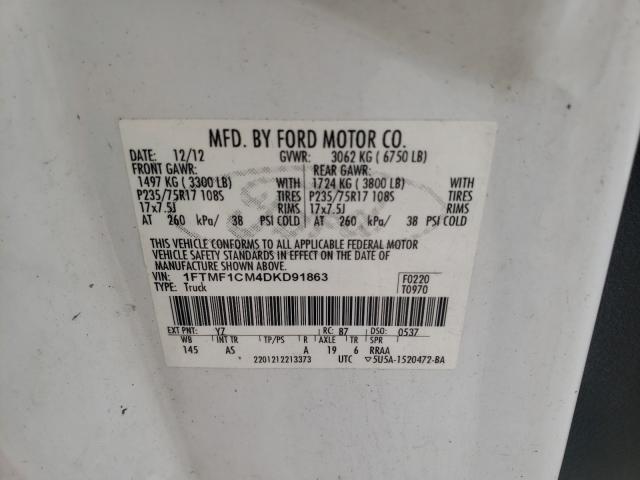 MFD. BY FORD MOTOR CO.
DATE: 12/12 GVWR: 3062 KG ( 6750 LB)
FRONT GAWR: REAR GAWR:
1497 KG ( 3300 LB) WITH 1724 KG ( 3800 LB) WITH
P235/75R17 108S TIRES P235/75R17 108S TIRES
17x7.5J RIMS 17x7.5J RIMS
AT 260 kPa/ 38 PSI COLD AT 260 kPa/ 38 PSI COLD
THIS VEHICLE CONFORMS TO ALL APPLICABLE FEDERAL MOTOR
VEHICLE SAFETY STANDARDS IN EFFECT ON THE DATE OF
MANUFACTURE SHOWN ABOVE.
VIN: 1FTMF1CM4DKD91863 F0220
TYPE: Truck T0970
EXT PNT: YZ RC: 87 DSO: 0537
WB INT TR TP/PS R AXLE TR SPR
145 AS A 19 6 RRAA
2201212213373 UTC ▽5U5A-1520472-BA